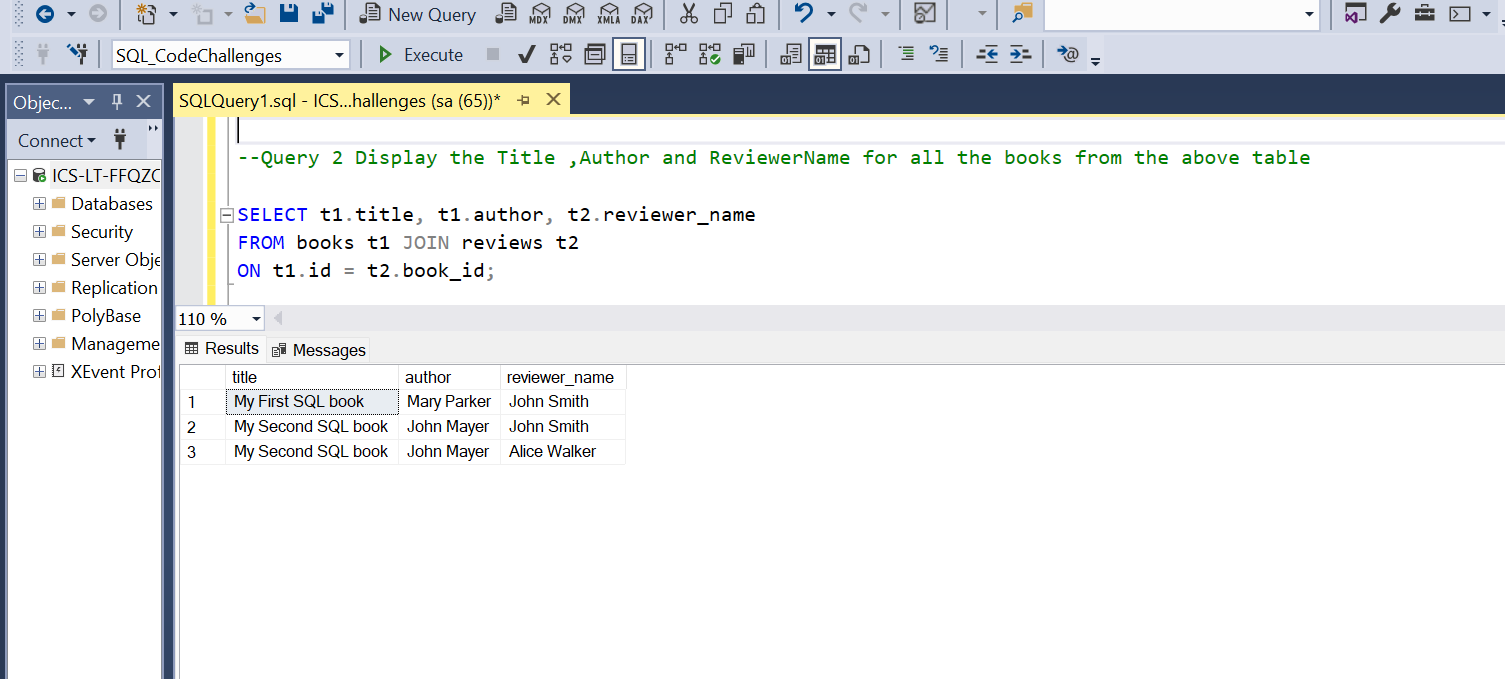 New Query
MDX DMX XMLA DAX
SQL_CodeChallenges
Execute
Objec...
SQLQuery1.sql - ICS...hallenges (sa (65))*
Connect
ICS-LT-FFQZC
Databases
Security
Server Obje
Replication
PolyBase
Manageme
XEvent Prof
--Query 2 Display the Title ,Author and ReviewerName for all the books from the above table
SELECT t1.title, t1.author, t2.reviewer_name
FROM books t1 JOIN reviews t2
ON t1.id = t2.book_id;
110 %
Results Messages
title author reviewer_name
1 My First SQL book Mary Parker John Smith
2 My Second SQL book John Mayer John Smith
3 My Second SQL book John Mayer Alice Walker